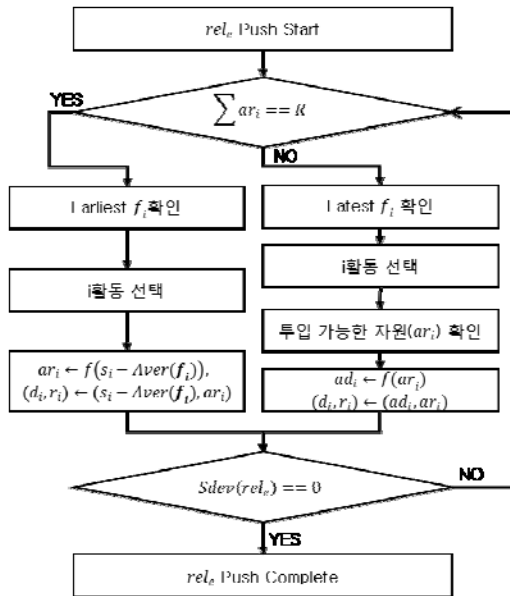 rel_e Push Start
YES
∑ ar_i == R
NO
Earliest f_i확인
Latest f_i 확인
i활동 선택
i활동 선택
투입 가능한 자원(ar_i) 확인
ar_i ← f(s_i − Aver(f_i)),
(d_i, r_i) ← (s_i − Aver(f_i), ar_i)
ad_i ← f(ar_i)
(d_i, r_i) ← (ad_i, ar_i)
Sdev(rel_e) == 0
NO
YES
rel_e Push Complete